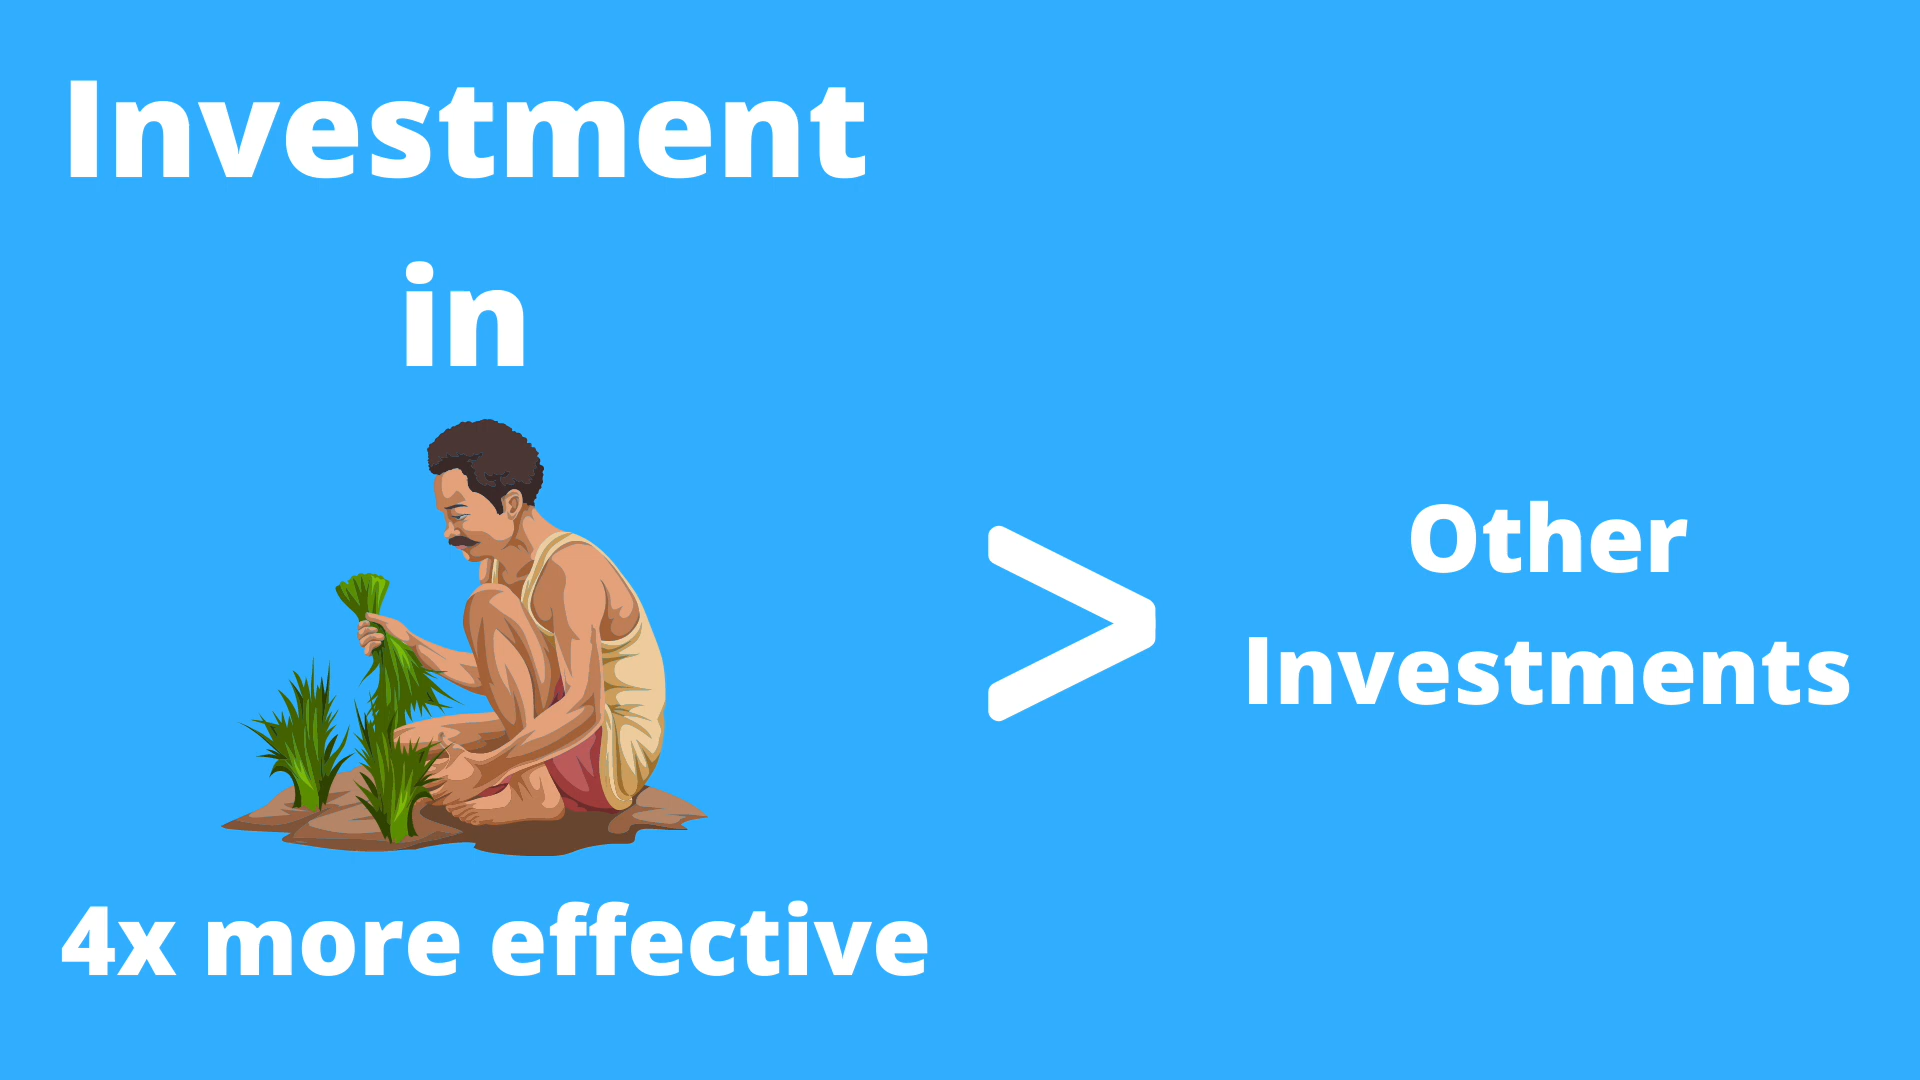 Investment
in
4x more effective
>
Other
Investments